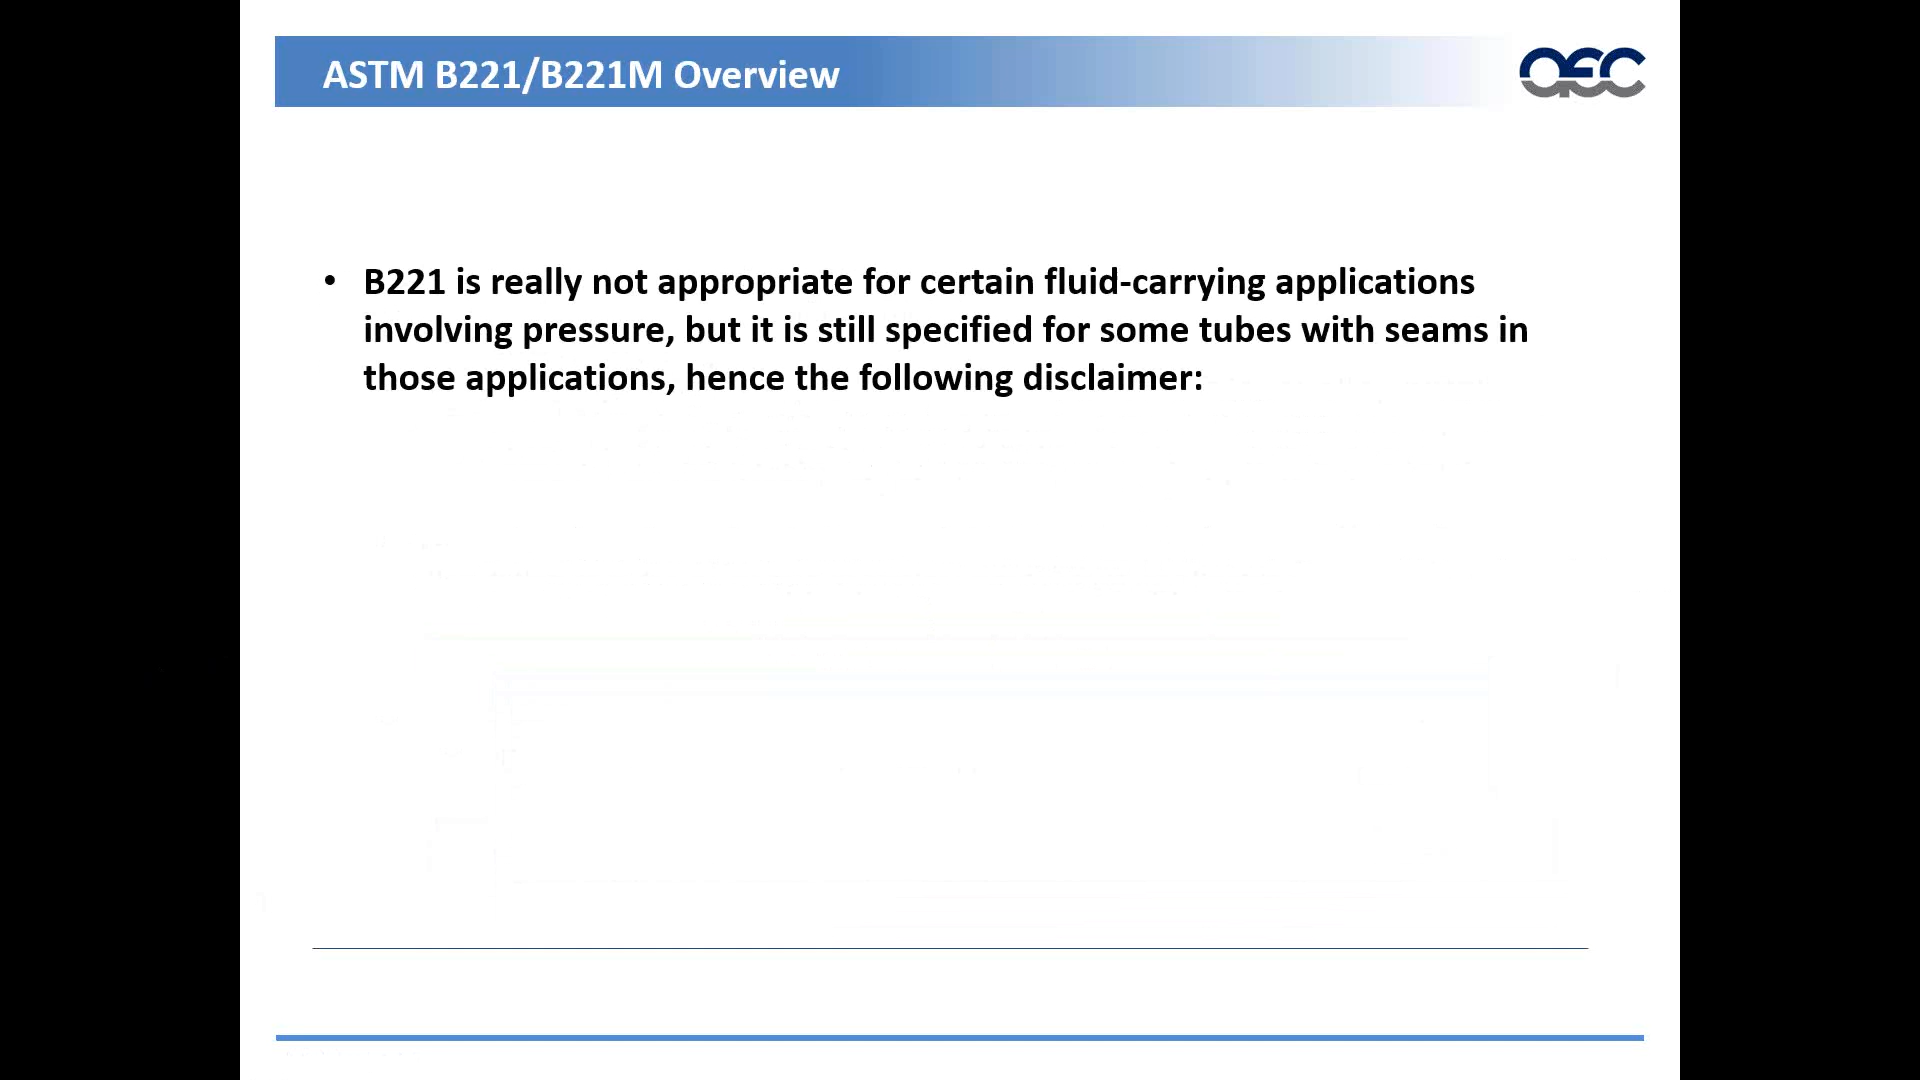 ASTM B221/B221M Overview
AEC
• B221 is really not appropriate for certain fluid-carrying applications
involving pressure, but it is still specified for some tubes with seams in
those applications, hence the following disclaimer: